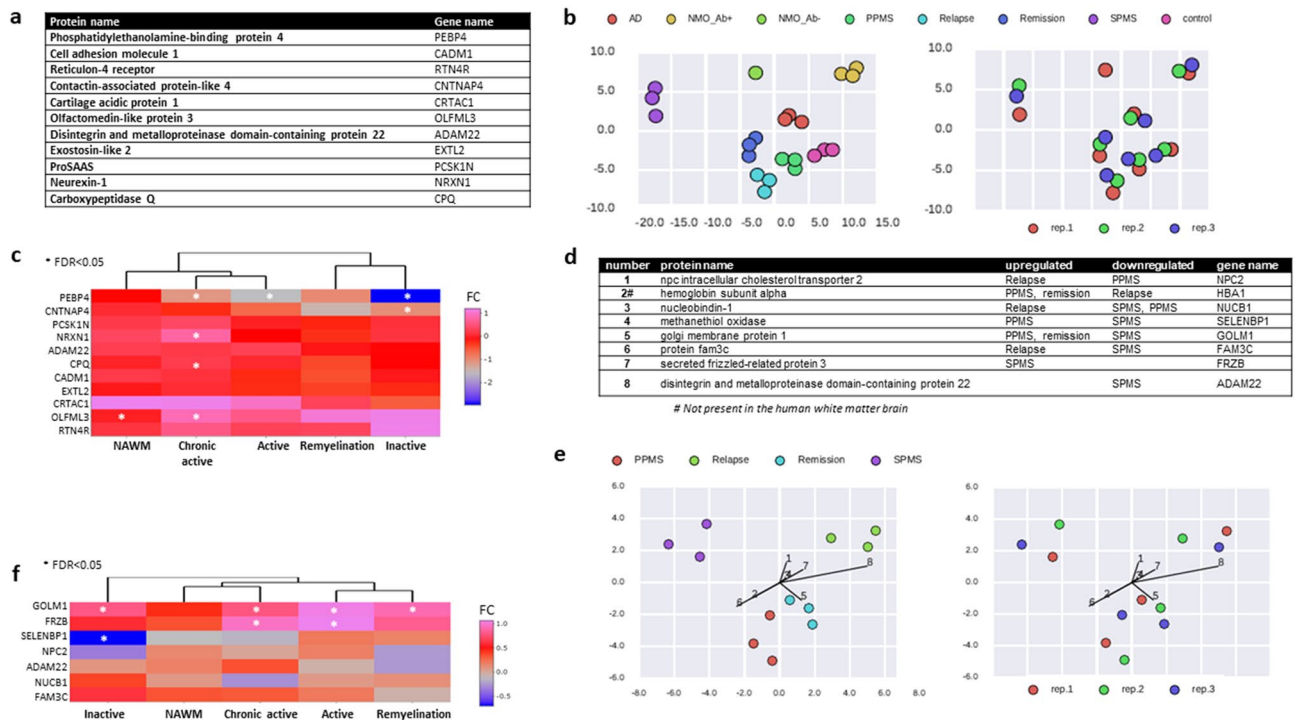 a
Protein name Gene name
Phosphatidylethanolamine-binding protein 4 PEBP4
Cell adhesion molecule 1 CADM1
Reticulon-4 receptor RTN4R
Contactin-associated protein-like 4 CNTNAP4
Cartilage acidic protein 1 CRTAC1
Olfactomedin-like protein 3 OLFML3
Disintegrin and metalloproteinase domain-containing protein 22 ADAM22
Exostosin-like 2 EXTL2
ProSAAS PCSK1N
Neurexin-1 NRXN1
Carboxypeptidase Q CPQ
b
AD NMO_Ab+ NMO_Ab- PPMS Relapse Remission SPMS control
10.0
5.0
0.0
-5.0
-10.0
-20.0 -15.0 -10.0 -5.0 0.0 5.0 10.0 15.0
10.0
5.0
0.0
-5.0
-10.0
rep.1 rep.2 rep.3
c
* FDR<0.05
PEBP4
CNTNAP4
PCSK1N
NRXN1
ADAM22
CPQ
CADM1
EXTL2
CRTAC1
OLFML3
RTN4R
NAWM Chronic active Active Remyelination Inactive
FC
1
0
-1
-2
d
number protein name upregulated downregulated gene name
1 npc intracellular cholesterol transporter 2 Relapse PPMS NPC2
2# hemoglobin subunit alpha PPMS, remission Relapse HBA1
3 nucleobindin-1 Relapse SPMS, PPMS NUCB1
4 methanethiol oxidase PPMS SPMS SELENBP1
5 golgi membrane protein 1 PPMS, remission SPMS GOLM1
6 protein fam3c Relapse SPMS FAM3C
7 secreted frizzled-related protein 3 SPMS FRZB
8 disintegrin and metalloproteinase domain-containing protein 22 SPMS ADAM22
# Not present in the human white matter brain
e
PPMS Relapse Remission SPMS
6.0
4.0
2.0
0.0
-2.0
-4.0
-6.0
-8.0 -6.0 -4.0 -2.0 0.0 2.0 4.0 6.0 8.0
1
7
8
2
5
6
6.0
4.0
2.0
0.0
-2.0
-4.0
-6.0
1
7
8
2
5
6
rep.1 rep.2 rep.3
f
* FDR<0.05
GOLM1
FRZB
SELENBP1
NPC2
ADAM22
NUCB1
FAM3C
Inactive NAWM Chronic active Active Remyelination
FC
1.0
0.5
0.0
-0.5